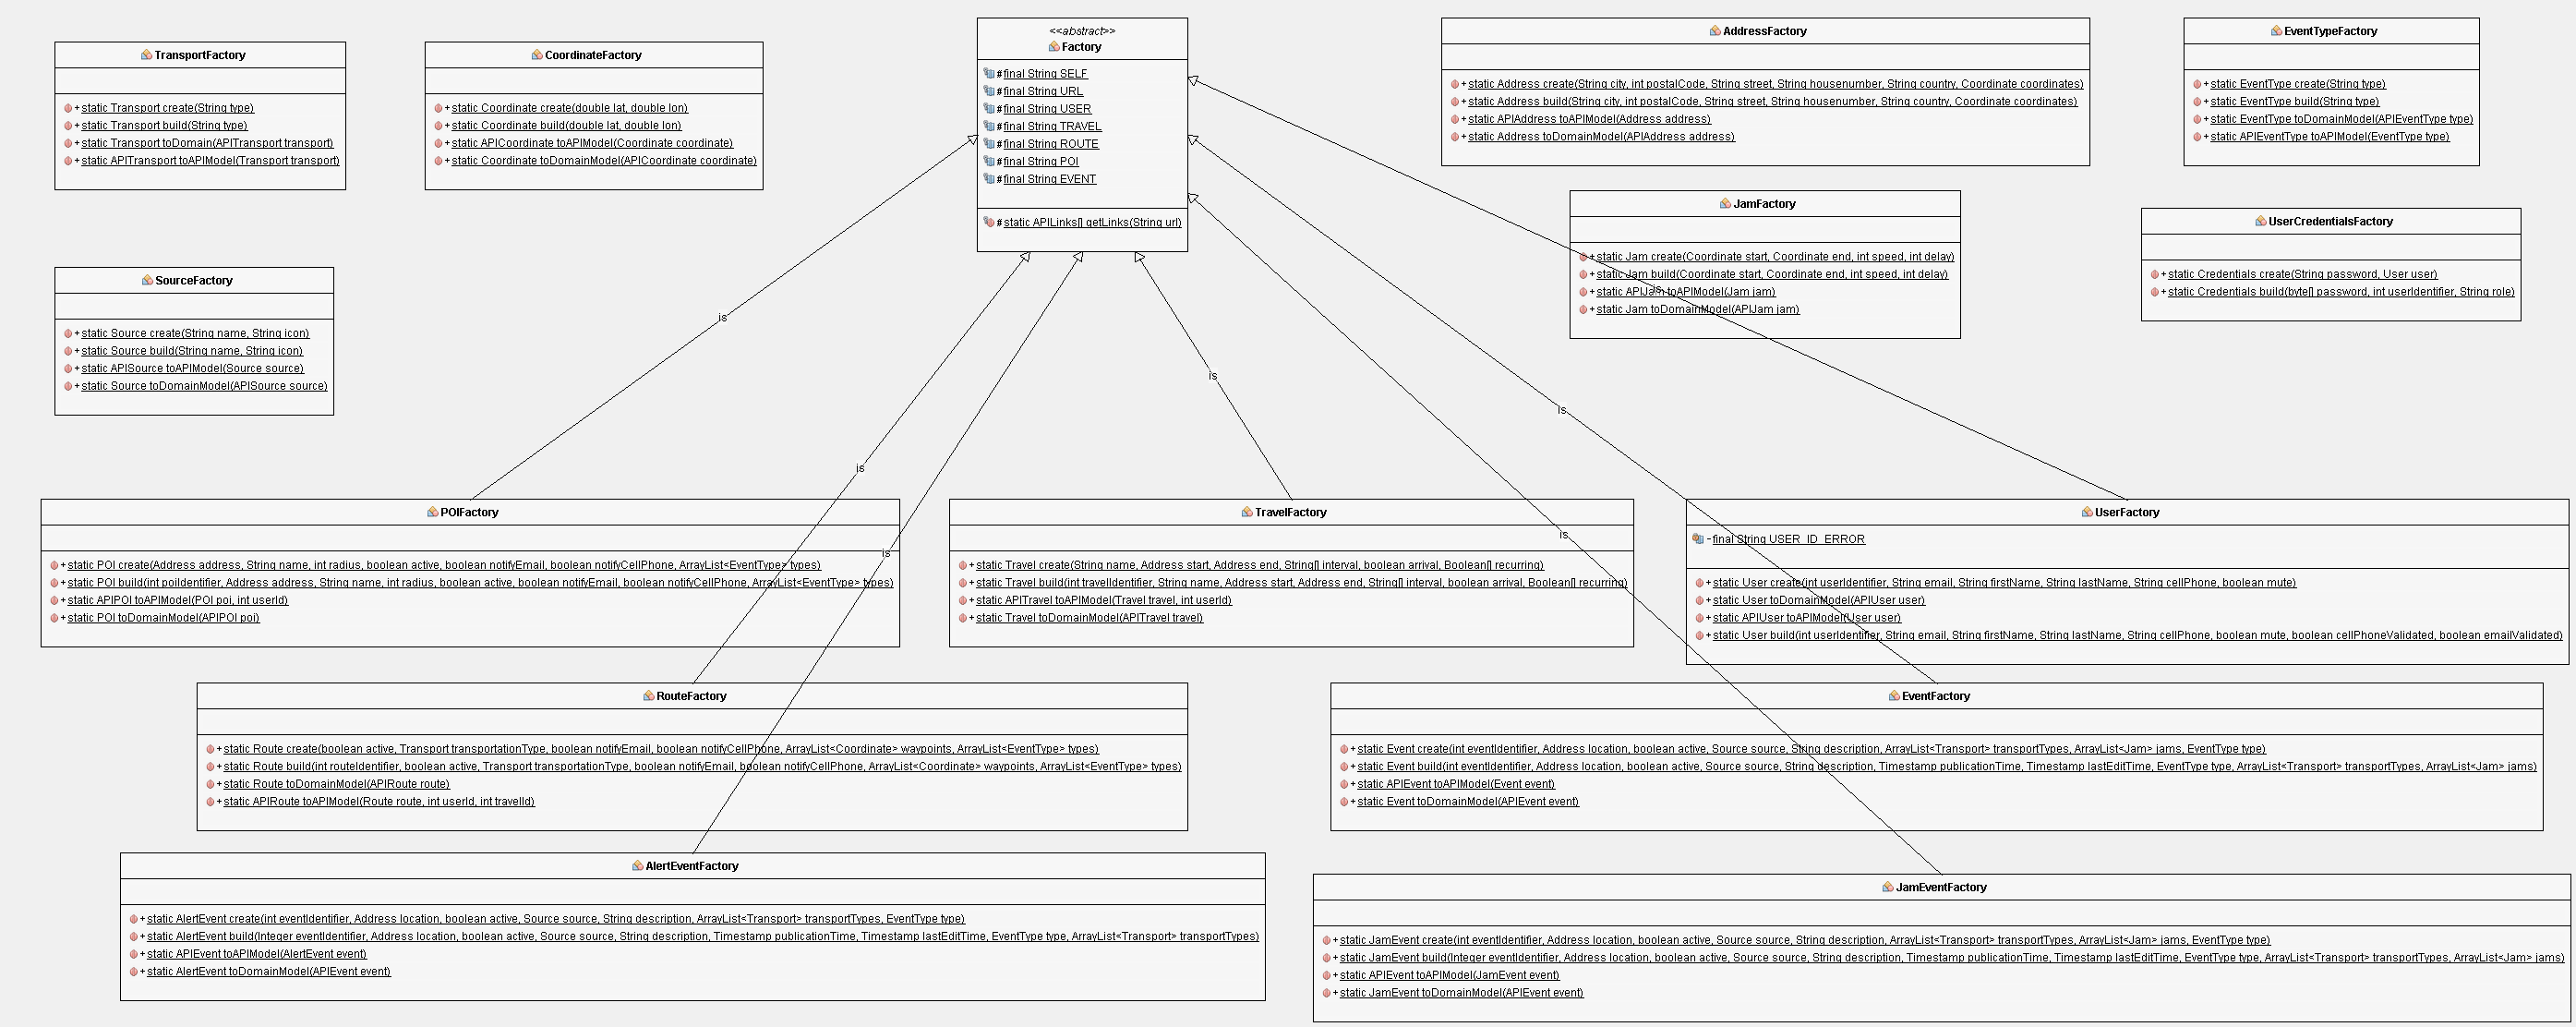 TransportFactory
+static Transport create(String type)
+static Transport build(String type)
+static Transport toDomain(APITransport transport)
+static APITransport toAPIModel(Transport transport)
CoordinateFactory
+static Coordinate create(double lat, double lon)
+static Coordinate build(double lat, double lon)
+static APICoordinate toAPIModel(Coordinate coordinate)
+static Coordinate toDomainModel(APICoordinate coordinate)
<<abstract>>
Factory
#final String SELF
#final String URL
#final String USER
#final String TRAVEL
#final String ROUTE
#final String POI
#final String EVENT
#static APILinks[] getLinks(String url)
AddressFactory
+static Address create(String city, int postalCode, String street, String housenumber, String country, Coordinate coordinates)
+static Address build(String city, int postalCode, String street, String housenumber, String country, Coordinate coordinates)
+static APIAddress toAPIModel(Address address)
+static Address toDomainModel(APIAddress address)
EventTypeFactory
+static EventType create(String type)
+static EventType build(String type)
+static EventType toDomainModel(APIEventType type)
+static APIEventType toAPIModel(EventType type)
JamFactory
+static Jam create(Coordinate start, Coordinate end, int speed, int delay)
+static Jam build(Coordinate start, Coordinate end, int speed, int delay)
+static APIJam toAPIModel(Jam jam)
+static Jam toDomainModel(APIJam jam)
UserCredentialsFactory
+static Credentials create(String password, User user)
+static Credentials build(byte[] password, int userIdentifier, String role)
SourceFactory
+static Source create(String name, String icon)
+static Source build(String name, String icon)
+static APISource toAPIModel(Source source)
+static Source toDomainModel(APISource source)
is
is
is
is
is
is
is
POIFactory
+static POI create(Address address, String name, int radius, boolean active, boolean notifyEmail, boolean notifyCellPhone, ArrayList<EventType> types)
+static POI build(int poiIdentifier, Address address, String name, int radius, boolean active, boolean notifyEmail, boolean notifyCellPhone, ArrayList<EventType> types)
+static APIPOI toAPIModel(POI poi, int userId)
+static POI toDomainModel(APIPOI poi)
TravelFactory
+static Travel create(String name, Address start, Address end, String[] interval, boolean arrival, Boolean[] recurring)
+static Travel build(int travelIdentifier, String name, Address start, Address end, String[] interval, boolean arrival, Boolean[] recurring)
+static APITravel toAPIModel(Travel travel, int userId)
+static Travel toDomainModel(APITravel travel)
UserFactory
-final String USER_ID_ERROR
+static User create(int userIdentifier, String email, String firstName, String lastName, String cellPhone, boolean mute)
+static User toDomainModel(APIUser user)
+static APIUser toAPIModel(User user)
+static User build(int userIdentifier, String email, String firstName, String lastName, String cellPhone, boolean mute, boolean cellPhoneValidated, boolean emailValidated)
RouteFactory
+static Route create(boolean active, Transport transportationType, boolean notifyEmail, boolean notifyCellPhone, ArrayList<Coordinate> waypoints, ArrayList<EventType> types)
+static Route build(int routeIdentifier, boolean active, Transport transportationType, boolean notifyEmail, boolean notifyCellPhone, ArrayList<Coordinate> waypoints, ArrayList<EventType> types)
+static Route toDomainModel(APIRoute route)
+static APIRoute toAPIModel(Route route, int userId, int travelId)
EventFactory
+static Event create(int eventIdentifier, Address location, boolean active, Source source, String description, ArrayList<Transport> transportTypes, ArrayList<Jam> jams, EventType type)
+static Event build(int eventIdentifier, Address location, boolean active, Source source, String description, Timestamp publicationTime, Timestamp lastEditTime, EventType type, ArrayList<Transport> transportTypes, ArrayList<Jam> jams)
+static APIEvent toAPIModel(Event event)
+static Event toDomainModel(APIEvent event)
AlertEventFactory
+static AlertEvent create(int eventIdentifier, Address location, boolean active, Source source, String description, ArrayList<Transport> transportTypes, EventType type)
+static AlertEvent build(Integer eventIdentifier, Address location, boolean active, Source source, String description, Timestamp publicationTime, Timestamp lastEditTime, EventType type, ArrayList<Transport> transportTypes)
+static APIEvent toAPIModel(AlertEvent event)
+static AlertEvent toDomainModel(APIEvent event)
JamEventFactory
+static JamEvent create(int eventIdentifier, Address location, boolean active, Source source, String description, ArrayList<Transport> transportTypes, ArrayList<Jam> jams, EventType type)
+static JamEvent build(Integer eventIdentifier, Address location, boolean active, Source source, String description, Timestamp publicationTime, Timestamp lastEditTime, EventType type, ArrayList<Transport> transportTypes, ArrayList<Jam> jams)
+static APIEvent toAPIModel(JamEvent event)
+static JamEvent toDomainModel(APIEvent event)